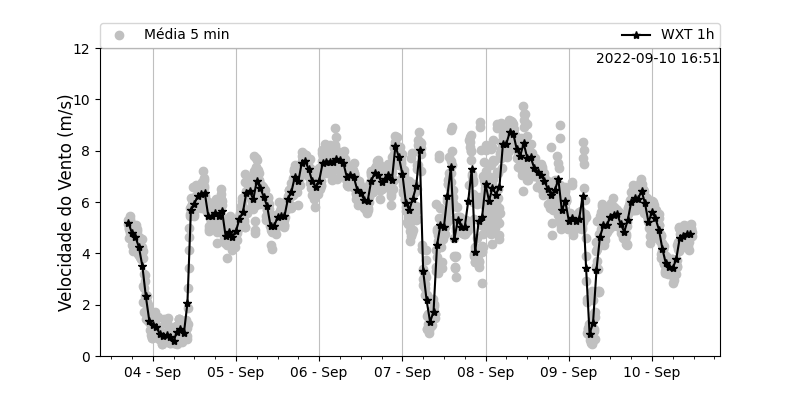 Média 5 min
WXT 1h
2022-09-10 16:51
Velocidade do Vento (m/s)
12
10
8
6
4
2
0
04 - Sep
05 - Sep
06 - Sep
07 - Sep
08 - Sep
09 - Sep
10 - Sep